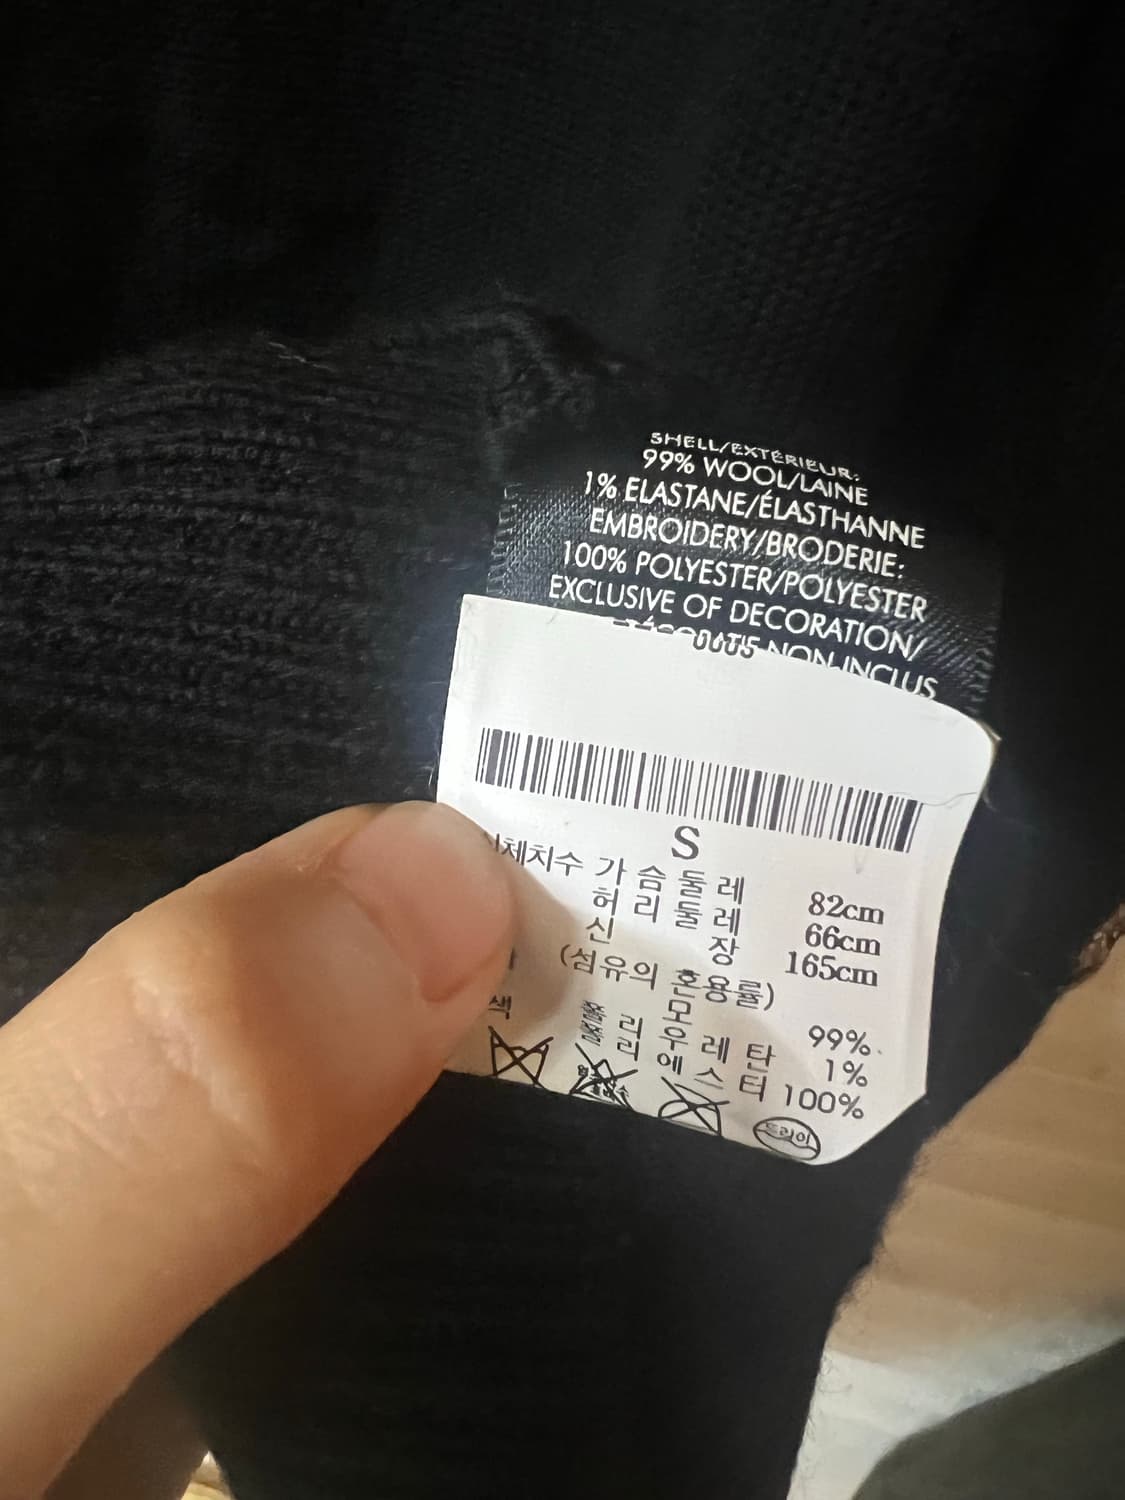 SHELL/EXTÉRIEUR:
99% WOOL/LAINE
1% ELASTANE/ÉLASTHANNE
EMBROIDERY/BRODERIE:
100% POLYESTER/POLYESTER
EXCLUSIVE OF DECORATION/
NON INCLUS
S
가슴둘레 82cm
허리둘레 66cm
신장 165cm
(섬유의 혼용률)
모 99%
리우레탄 1%
리에스터 100%
드라이